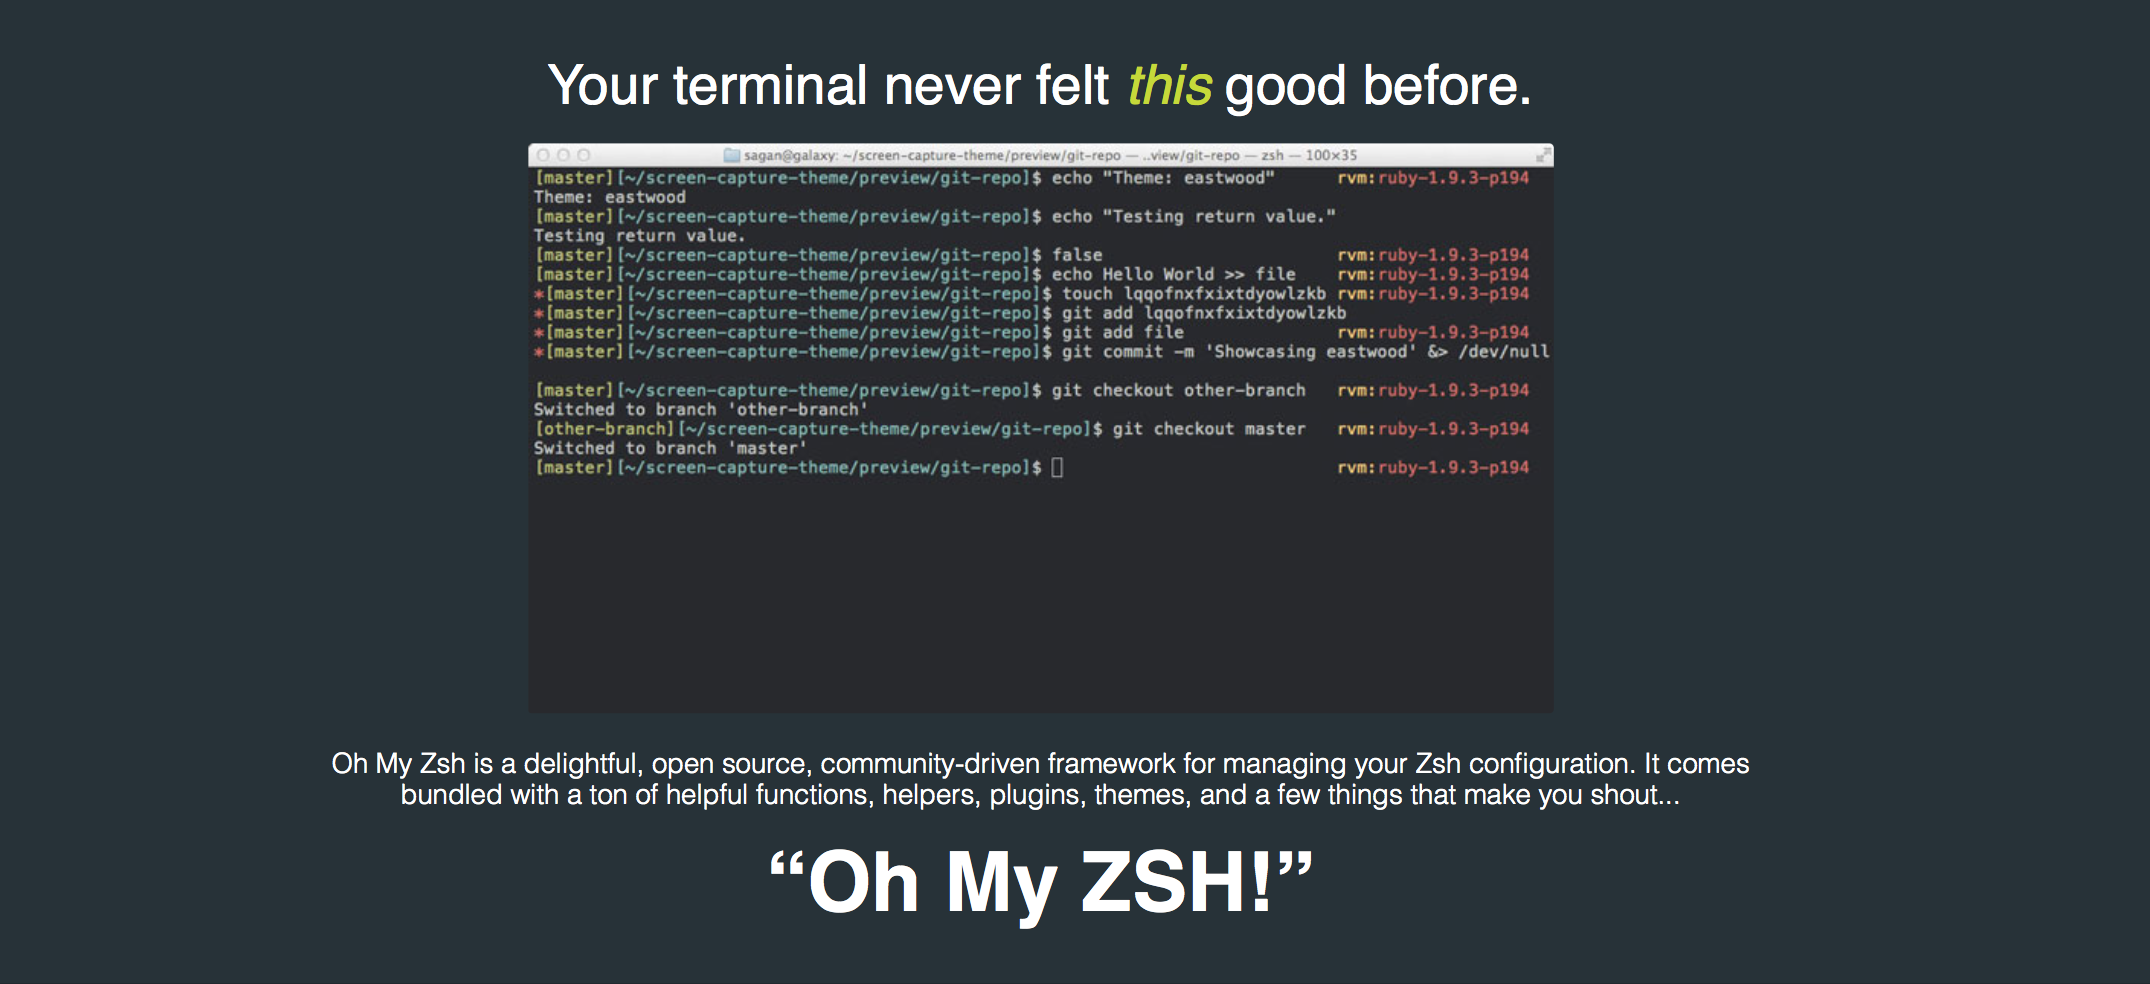 Your terminal never felt this good before.
sagan@galaxy: ~/screen-capture-theme/preview/git-repo — ..view/git-repo — zsh — 100×35
[master][~/screen-capture-theme/preview/git-repo]$ echo "Theme: eastwood" rvm:ruby-1.9.3-p194
Theme: eastwood
[master][~/screen-capture-theme/preview/git-repo]$ echo "Testing return value."
Testing return value.
[master][~/screen-capture-theme/preview/git-repo]$ false rvm:ruby-1.9.3-p194
[master][~/screen-capture-theme/preview/git-repo]$ echo Hello World >> file rvm:ruby-1.9.3-p194
*[master][~/screen-capture-theme/preview/git-repo]$ touch lqqofnxfxixtdyowlzkb rvm:ruby-1.9.3-p194
*[master][~/screen-capture-theme/preview/git-repo]$ git add lqqofnxfxixtdyowlzkb
*[master][~/screen-capture-theme/preview/git-repo]$ git add file rvm:ruby-1.9.3-p194
*[master][~/screen-capture-theme/preview/git-repo]$ git commit -m 'Showcasing eastwood' &> /dev/null
[master][~/screen-capture-theme/preview/git-repo]$ git checkout other-branch rvm:ruby-1.9.3-p194
Switched to branch 'other-branch'
[other-branch][~/screen-capture-theme/preview/git-repo]$ git checkout master rvm:ruby-1.9.3-p194
Switched to branch 'master'
[master][~/screen-capture-theme/preview/git-repo]$ rvm:ruby-1.9.3-p194
Oh My Zsh is a delightful, open source, community-driven framework for managing your Zsh configuration. It comes
bundled with a ton of helpful functions, helpers, plugins, themes, and a few things that make you shout...
“Oh My ZSH!”